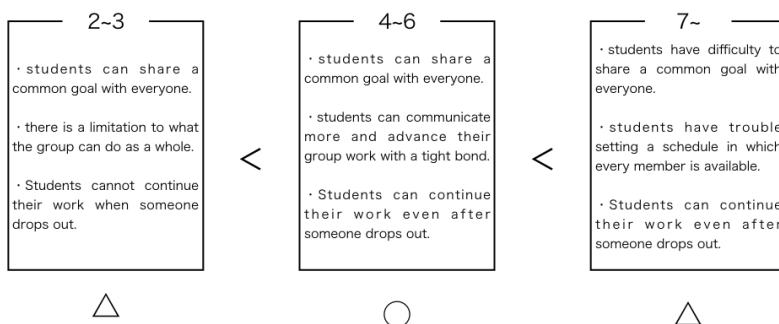 2~3
· students can share a
common goal with everyone.
· there is a limitation to what
the group can do as a whole.
· Students cannot continue
their work when someone
drops out.
△
<
4~6
· students can share a
common goal with everyone.
· students can communicate
more and advance their
group work with a tight bond.
· Students can continue
their work even after
someone drops out.
○
<
7~
· students have difficulty to
share a common goal with
everyone.
· students have trouble
setting a schedule in which
every member is available.
· Students can continue
their work even after
someone drops out.
△